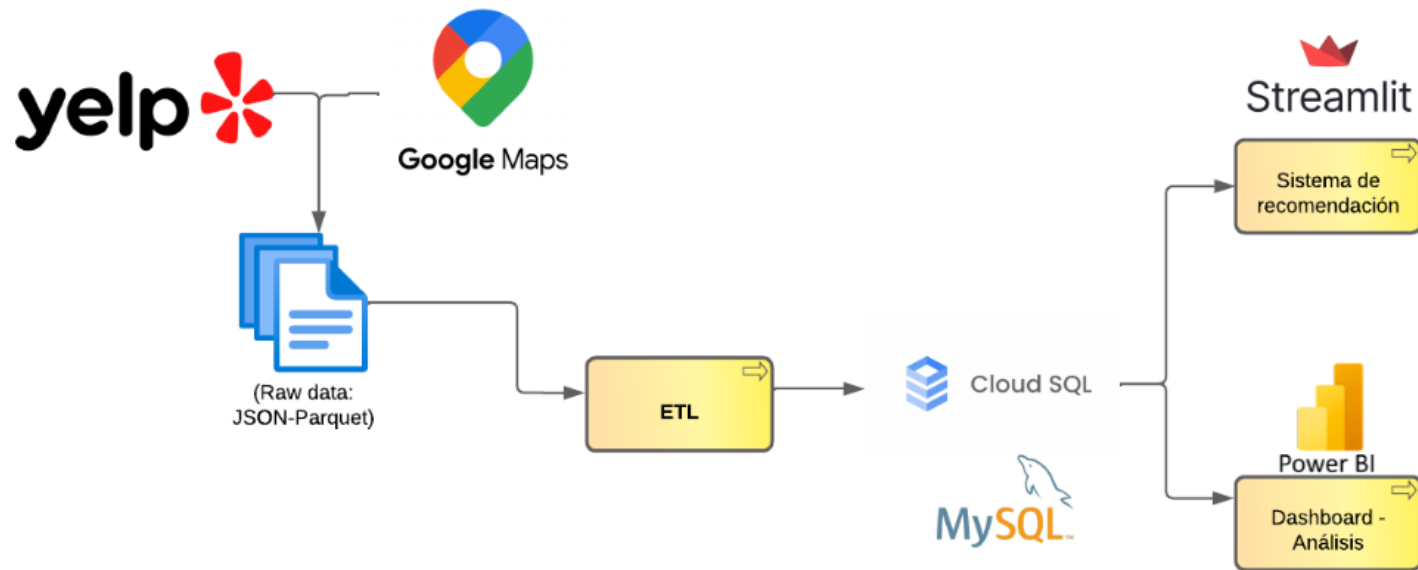 yelp
Google Maps
(Raw data:
JSON-Parquet)
ETL
Cloud SQL
MySQL
Streamlit
Sistema de
recomendación
Power BI
Dashboard -
Análisis